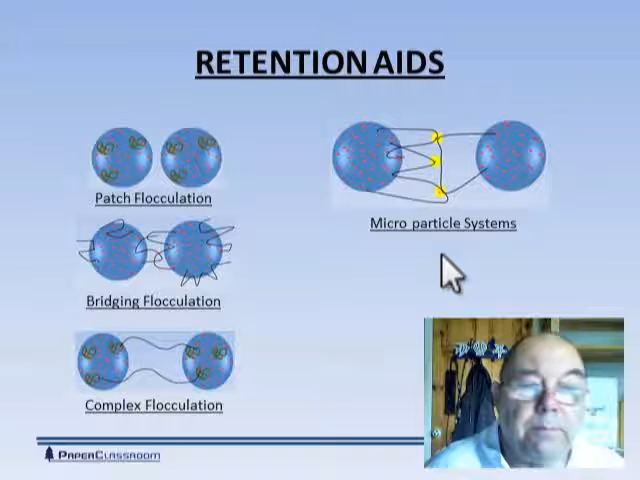 RETENTION AIDS
Patch Flocculation
Micro particle Systems
Bridging Flocculation
Complex Flocculation
PAPERCLASSROOM